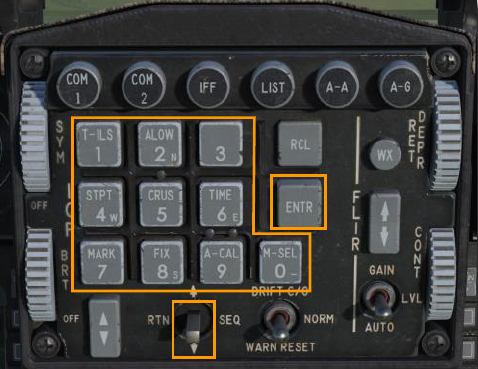 COM 1
COM 2
IFF
LIST
A-A
A-G
T-ILS 1
ALOW 2 N
3
RCL
WX
SYM
RET DEPR
STPT 4 W
CRUS 5
TIME 6 E
ENTR
OFF
FLIR
MARK 7
FIX 8 S
A-CAL 9
M-SEL 0 -
BRT
CONT
GAIN
LVL
AUTO
OFF
RTN
SEQ
DRIFT C/O
NORM
WARN RESET